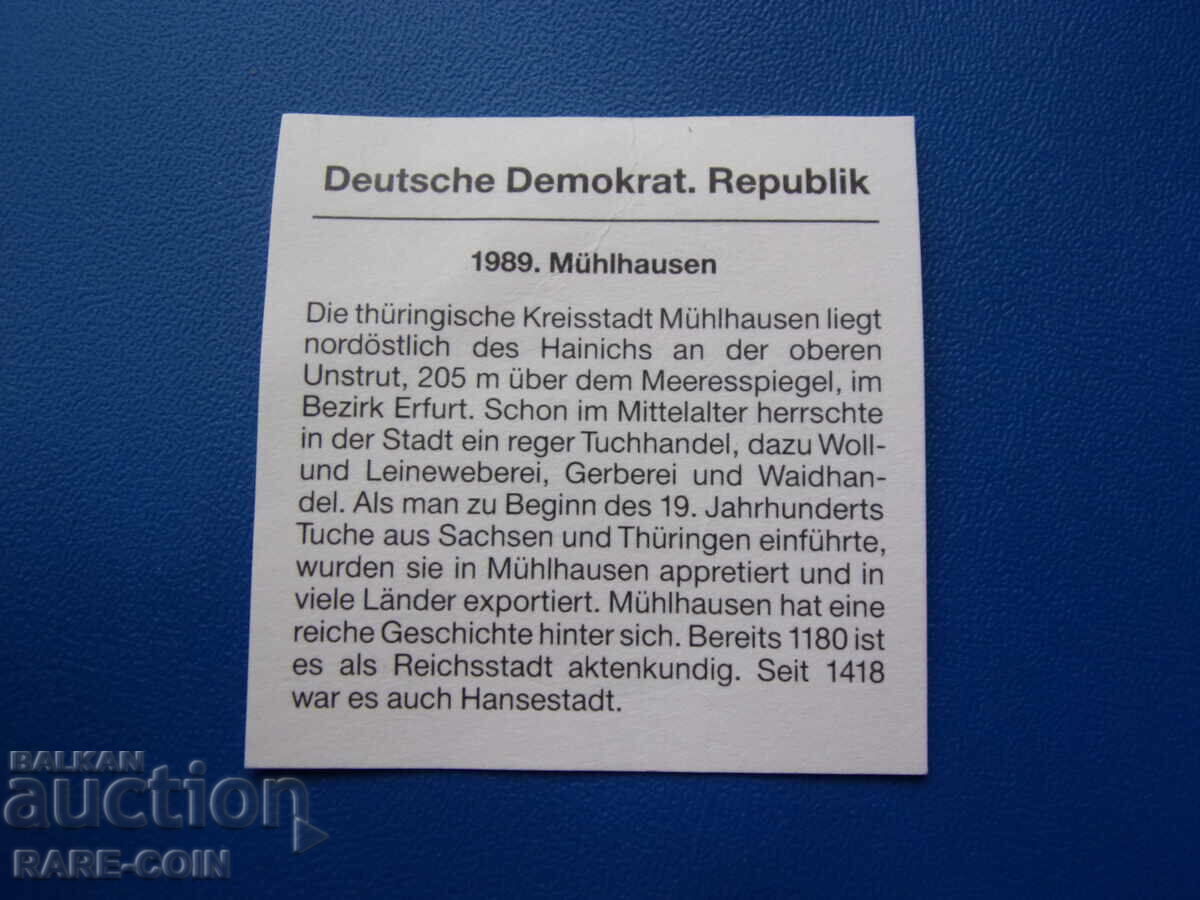 Deutsche Demokrat. Republik
1989. Mühlhausen
Die thüringische Kreisstadt Mühlhausen liegt
nordöstlich des Hainichs an der oberen
Unstrut, 205 m über dem Meeresspiegel, im
Bezirk Erfurt. Schon im Mittelalter herrschte
in der Stadt ein reger Tuchhandel, dazu Woll-
und Leineweberei, Gerberei und Waidhan-
del. Als man zu Beginn des 19. Jahrhunderts
Tuche aus Sachsen und Thüringen einführte,
wurden sie in Mühlhausen appretiert und in
viele Länder exportiert. Mühlhausen hat eine
reiche Geschichte hinter sich. Bereits 1180 ist
es als Reichsstadt aktenkundig. Seit 1418
war es auch Hansestadt.
BALKAN
auction
RARE-COIN